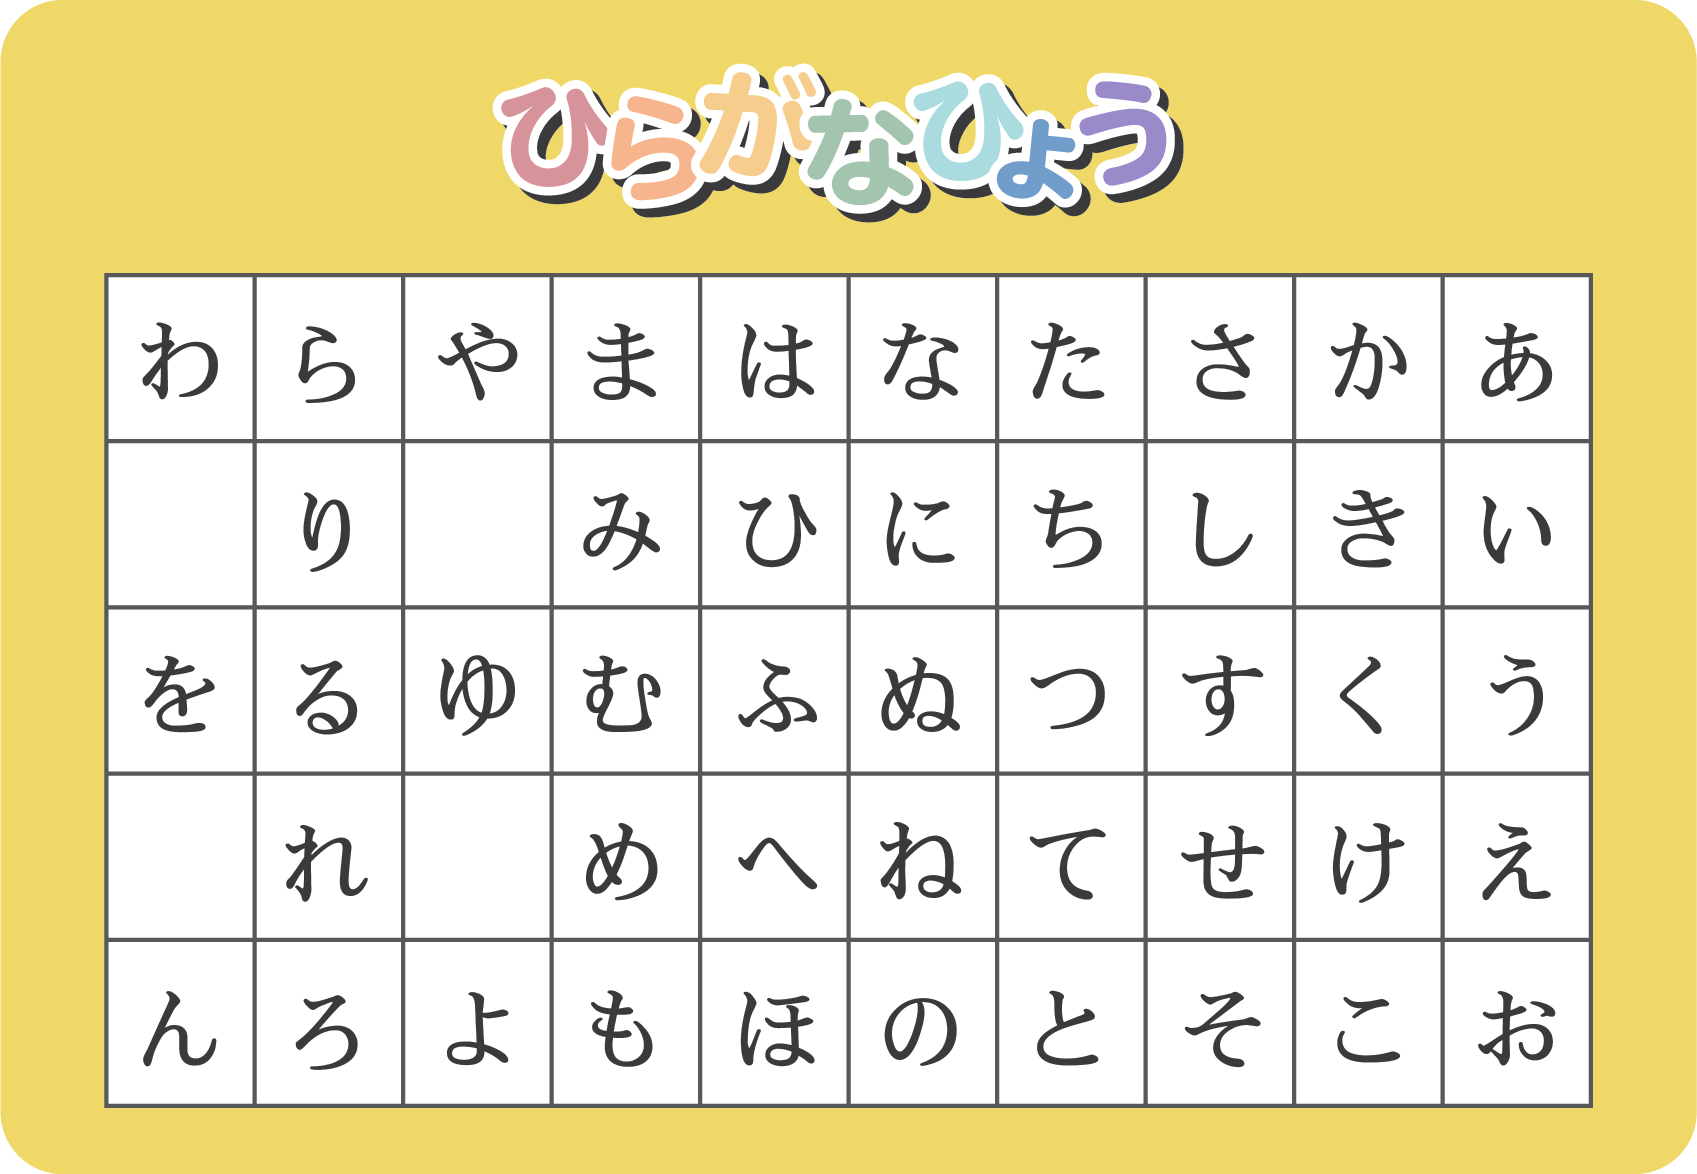 ひらがなひょう
わ ら や ま は な た さ か あ
り み ひ に ち し き い
を る ゆ む ふ ぬ つ す く う
れ め へ ね て せ け え
ん ろ よ も ほ の と そ こ お